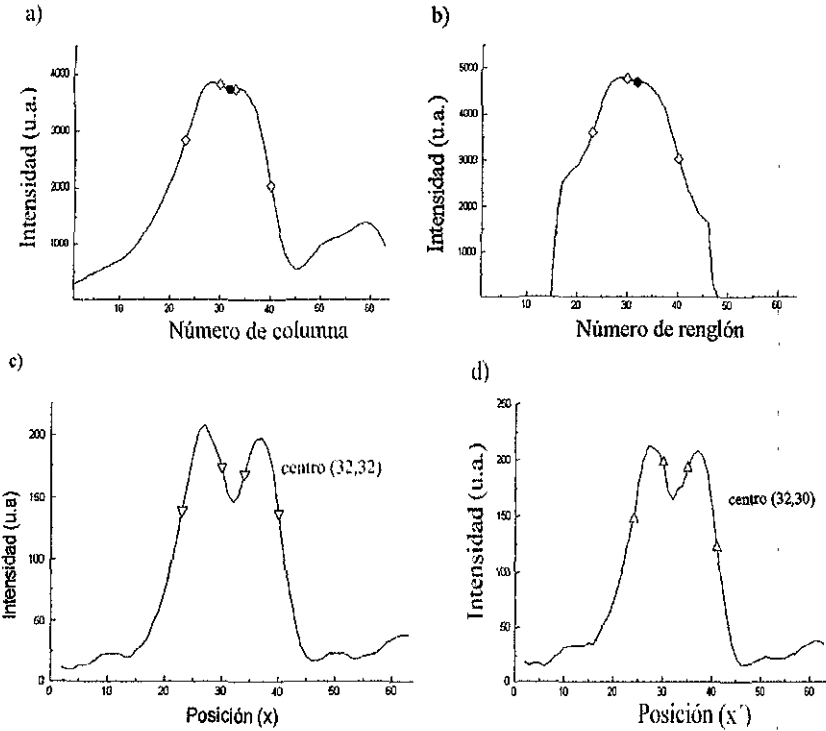 a)
Intensidad (u.a.)
4000
3000
2000
1000
10 20 30 40 50 60
Número de columna
b)
Intensidad (u.a.)
5000
4000
3000
2000
1000
10 20 30 40 50 60
Número de renglón
c)
Intensidad (u.a)
200
150
100
50
0
0 10 20 30 40 50 60
centro (32,32)
Posición (x)
d)
Intensidad (u.a.)
250
200
150
100
50
0
0 10 20 30 40 50 60
centro (32,30)
Posición (x´)